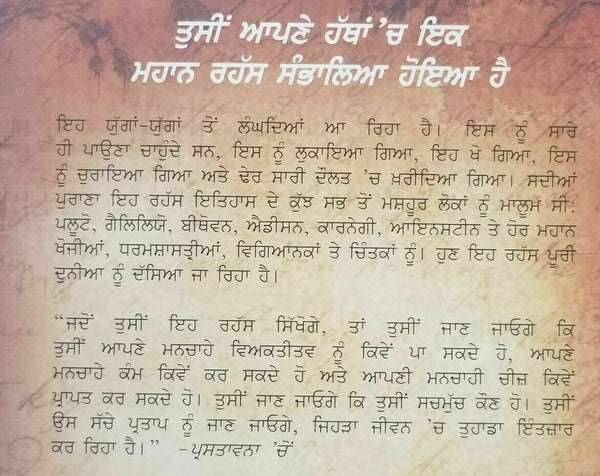 ਤੁਸੀਂ ਆਪਣੇ ਹੱਥਾਂ 'ਚ ਇਕ
ਮਹਾਨ ਰਹੱਸ ਸੰਭਾਲਿਆ ਹੋਇਆ ਹੈ
ਇਹ ਯੁੱਗਾਂ-ਯੁੱਗਾਂ ਤੋਂ ਲੰਘਦਿਆਂ ਆ ਰਿਹਾ ਹੈ। ਇਸ ਨੂੰ ਸਾਰੇ
ਹੀ ਪਾਉਣਾ ਚਾਹੁੰਦੇ ਸਨ, ਇਸ ਨੂੰ ਲੁਕਾਇਆ ਗਿਆ, ਇਹ ਖੋ ਗਿਆ, ਇਸ
ਨੂੰ ਚੁਰਾਇਆ ਗਿਆ ਅਤੇ ਢੇਰ ਸਾਰੀ ਦੌਲਤ 'ਚ ਖ਼ਰੀਦਿਆ ਗਿਆ। ਸਦੀਆਂ
ਪੁਰਾਣਾ ਇਹ ਰਹੱਸ ਇਤਿਹਾਸ ਦੇ ਕੁੱਝ ਸਭ ਤੋਂ ਮਸ਼ਹੂਰ ਲੋਕਾਂ ਨੂੰ ਮਾਲੂਮ ਸੀ:
ਪਲੂਟੋ, ਗੈਲਿਲਿਯੋ, ਬੀਥੋਵਨ, ਐਡੀਸਨ, ਕਾਰਨੇਗੀ, ਆਇਨਸਟੀਨ ਤੇ ਹੋਰ ਮਹਾਨ
ਖੋਜੀਆਂ, ਧਰਮਸ਼ਾਸਤ੍ਰੀਆਂ, ਵਿਗਿਆਨਕਾਂ ਤੇ ਚਿੰਤਕਾਂ ਨੂੰ। ਹੁਣ ਇਹ ਰਹੱਸ ਪੂਰੀ
ਦੁਨੀਆ ਨੂੰ ਦੱਸਿਆ ਜਾ ਰਿਹਾ ਹੈ।
“ਜਦੋਂ ਤੁਸੀਂ ਇਹ ਰਹੱਸ ਸਿੱਖੋਗੇ, ਤਾਂ ਤੁਸੀਂ ਜਾਣ ਜਾਓਗੇ ਕਿ
ਤੁਸੀਂ ਆਪਣੇ ਮਨਚਾਹੇ ਵਿਅਕਤੀਤਵ ਨੂੰ ਕਿਵੇਂ ਪਾ ਸਕਦੇ ਹੋ, ਆਪਣੇ
ਮਨਚਾਹੇ ਕੰਮ ਕਿਵੇਂ ਕਰ ਸਕਦੇ ਹੋ ਅਤੇ ਆਪਣੀ ਮਨਚਾਹੀ ਚੀਜ਼ ਕਿਵੇਂ
ਪ੍ਰਾਪਤ ਕਰ ਸਕਦੇ ਹੋ। ਤੁਸੀਂ ਜਾਣ ਜਾਓਗੇ ਕਿ ਤੁਸੀਂ ਸਚਮੁੱਚ ਕੌਣ ਹੋ। ਤੁਸੀਂ
ਉਸ ਸੱਚੇ ਪ੍ਰਤਾਪ ਨੂੰ ਜਾਣ ਜਾਓਗੇ, ਜਿਹੜਾ ਜੀਵਨ 'ਚ ਤੁਹਾਡਾ ਇੰਤਜ਼ਾਰ
ਕਰ ਰਿਹਾ ਹੈ।” -ਪ੍ਰਸਤਾਵਨਾ 'ਚੋਂ